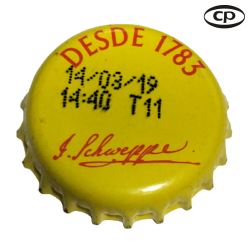 CP
DESDE 1783
14/03/19
14:40 T11
J. Schweppe